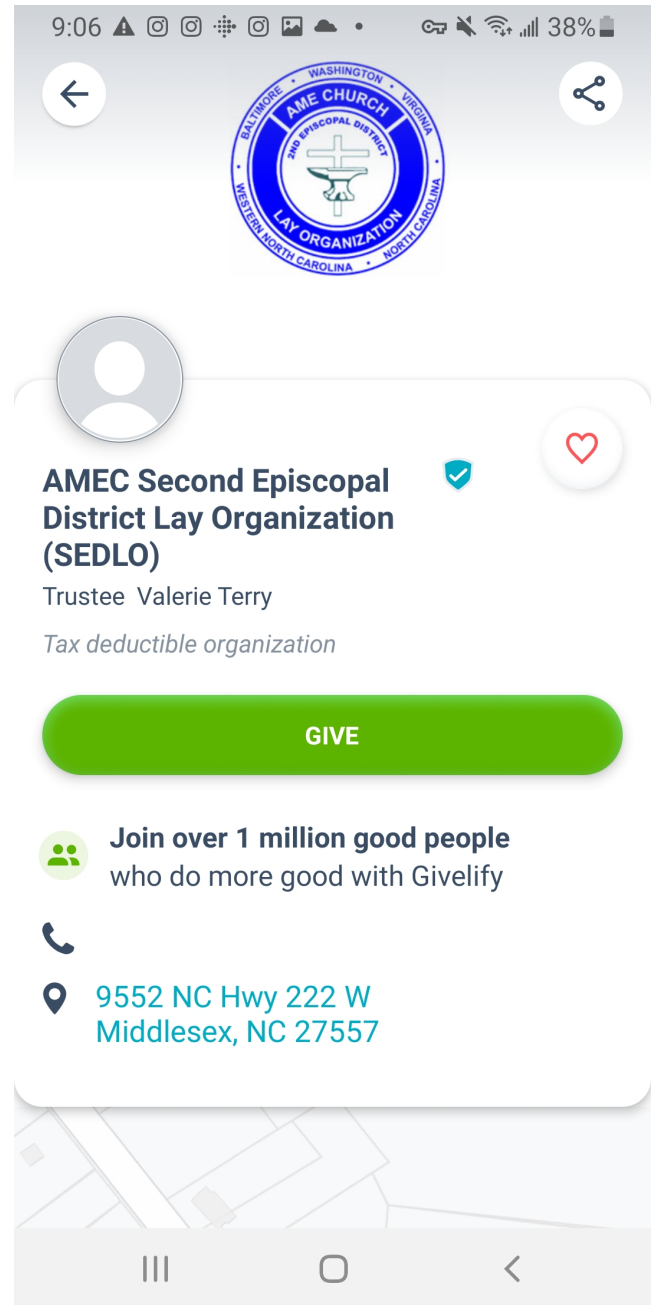 9:06
38%
BALTIMORE • WASHINGTON • VIRGINIA • NORTH CAROLINA • WESTERN NORTH CAROLINA •
AME CHURCH
2ND EPISCOPAL DISTRICT
LAY ORGANIZATION
AMEC Second Episcopal
District Lay Organization
(SEDLO)
Trustee Valerie Terry
Tax deductible organization
GIVE
Join over 1 million good people
who do more good with Givelify
9552 NC Hwy 222 W
Middlesex, NC 27557